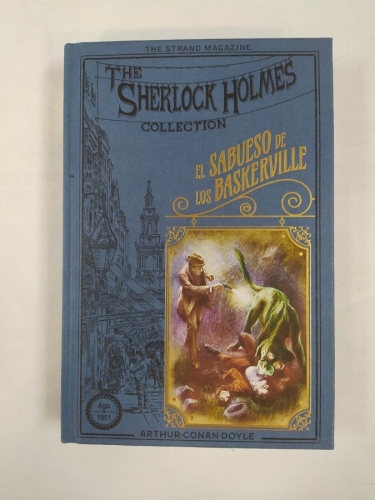 THE STRAND MAGAZINE
THE
SHERLOCK HOLMES
COLLECTION
EL SABUESO DE
LOS BASKERVILLE
Ago
1901
ARTHUR·CONAN·DOYLE